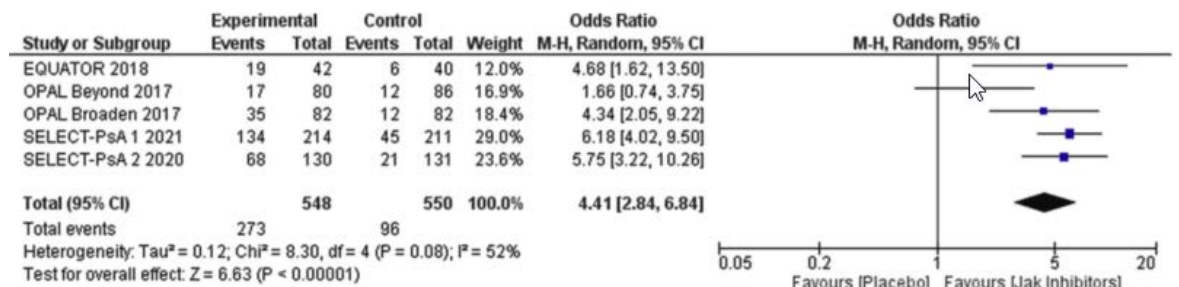 Experimental Control Odds Ratio Odds Ratio
Study or Subgroup Events Total Events Total Weight M-H, Random, 95% CI M-H, Random, 95% CI
EQUATOR 2018 19 42 6 40 12.0% 4.68 [1.62, 13.50]
OPAL Beyond 2017 17 80 12 86 16.9% 1.66 [0.74, 3.75]
OPAL Broaden 2017 35 82 12 82 18.4% 4.34 [2.05, 9.22]
SELECT-PsA 1 2021 134 214 45 211 29.0% 6.18 [4.02, 9.50]
SELECT-PsA 2 2020 68 130 21 131 23.6% 5.75 [3.22, 10.26]
Total (95% CI) 548 550 100.0% 4.41 [2.84, 6.84]
Total events 273 96
Heterogeneity: Tau² = 0.12; Chi² = 8.30, df = 4 (P = 0.08); I² = 52%
Test for overall effect: Z = 6.63 (P < 0.00001)
0.05 0.2 1 5 20
Favours [Placebo] Favours [Jak Inhibitors]